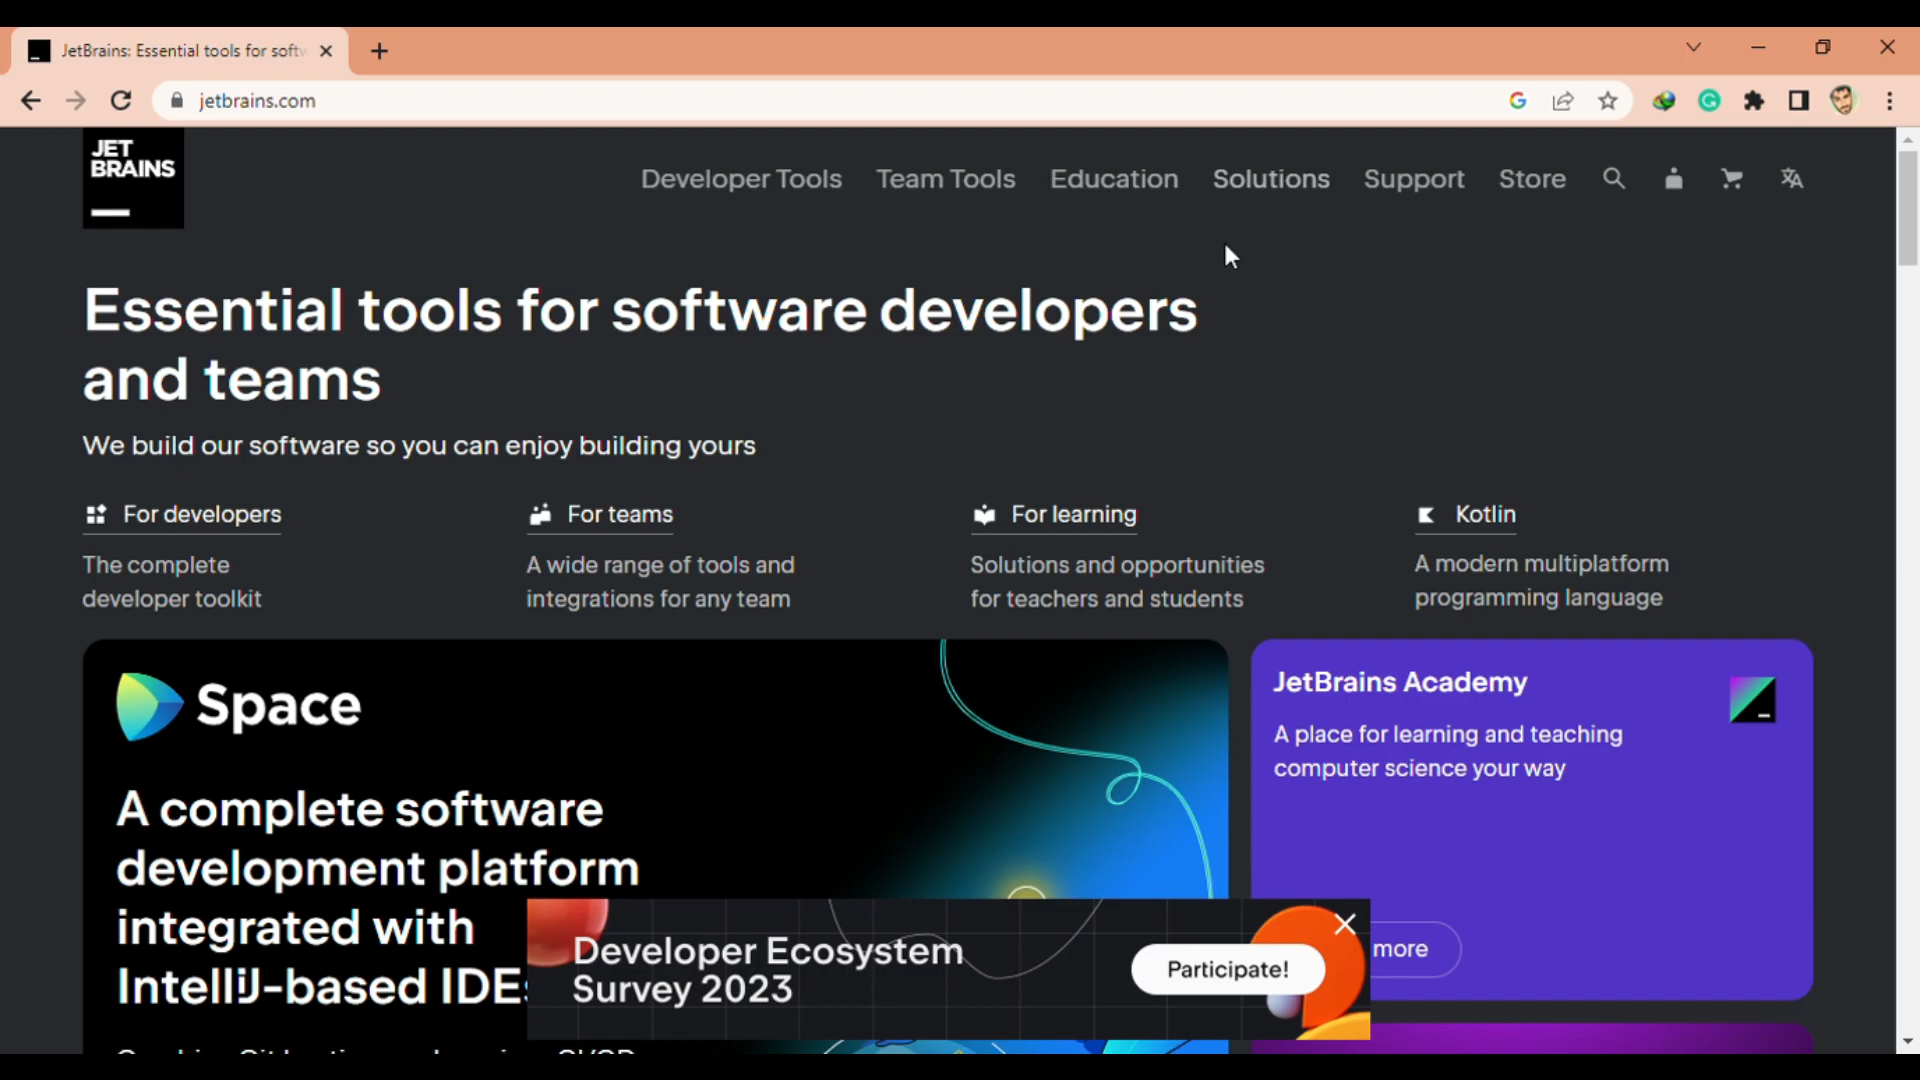 JetBrains: Essential tools for softw
jetbrains.com
JET
BRAINS
Developer Tools
Team Tools
Education
Solutions
Support
Store
Essential tools for software developers
and teams
We build our software so you can enjoy building yours
For developers
The complete
developer toolkit
For teams
A wide range of tools and
integrations for any team
For learning
Solutions and opportunities
for teachers and students
Kotlin
A modern multiplatform
programming language
Space
A complete software
development platform
integrated with
IntelliJ-based IDEs
JetBrains Academy
A place for learning and teaching
computer science your way
more
Developer Ecosystem
Survey 2023
Participate!